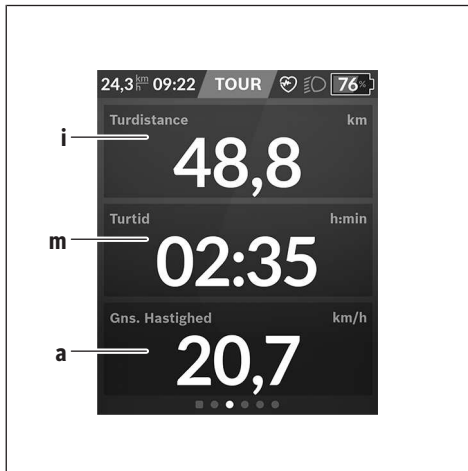 24,3 km/h 09:22 TOUR 76%
Turdistance km
i
48,8
Turtid h:min
m
02:35
Gns. Hastighed km/h
a
20,7